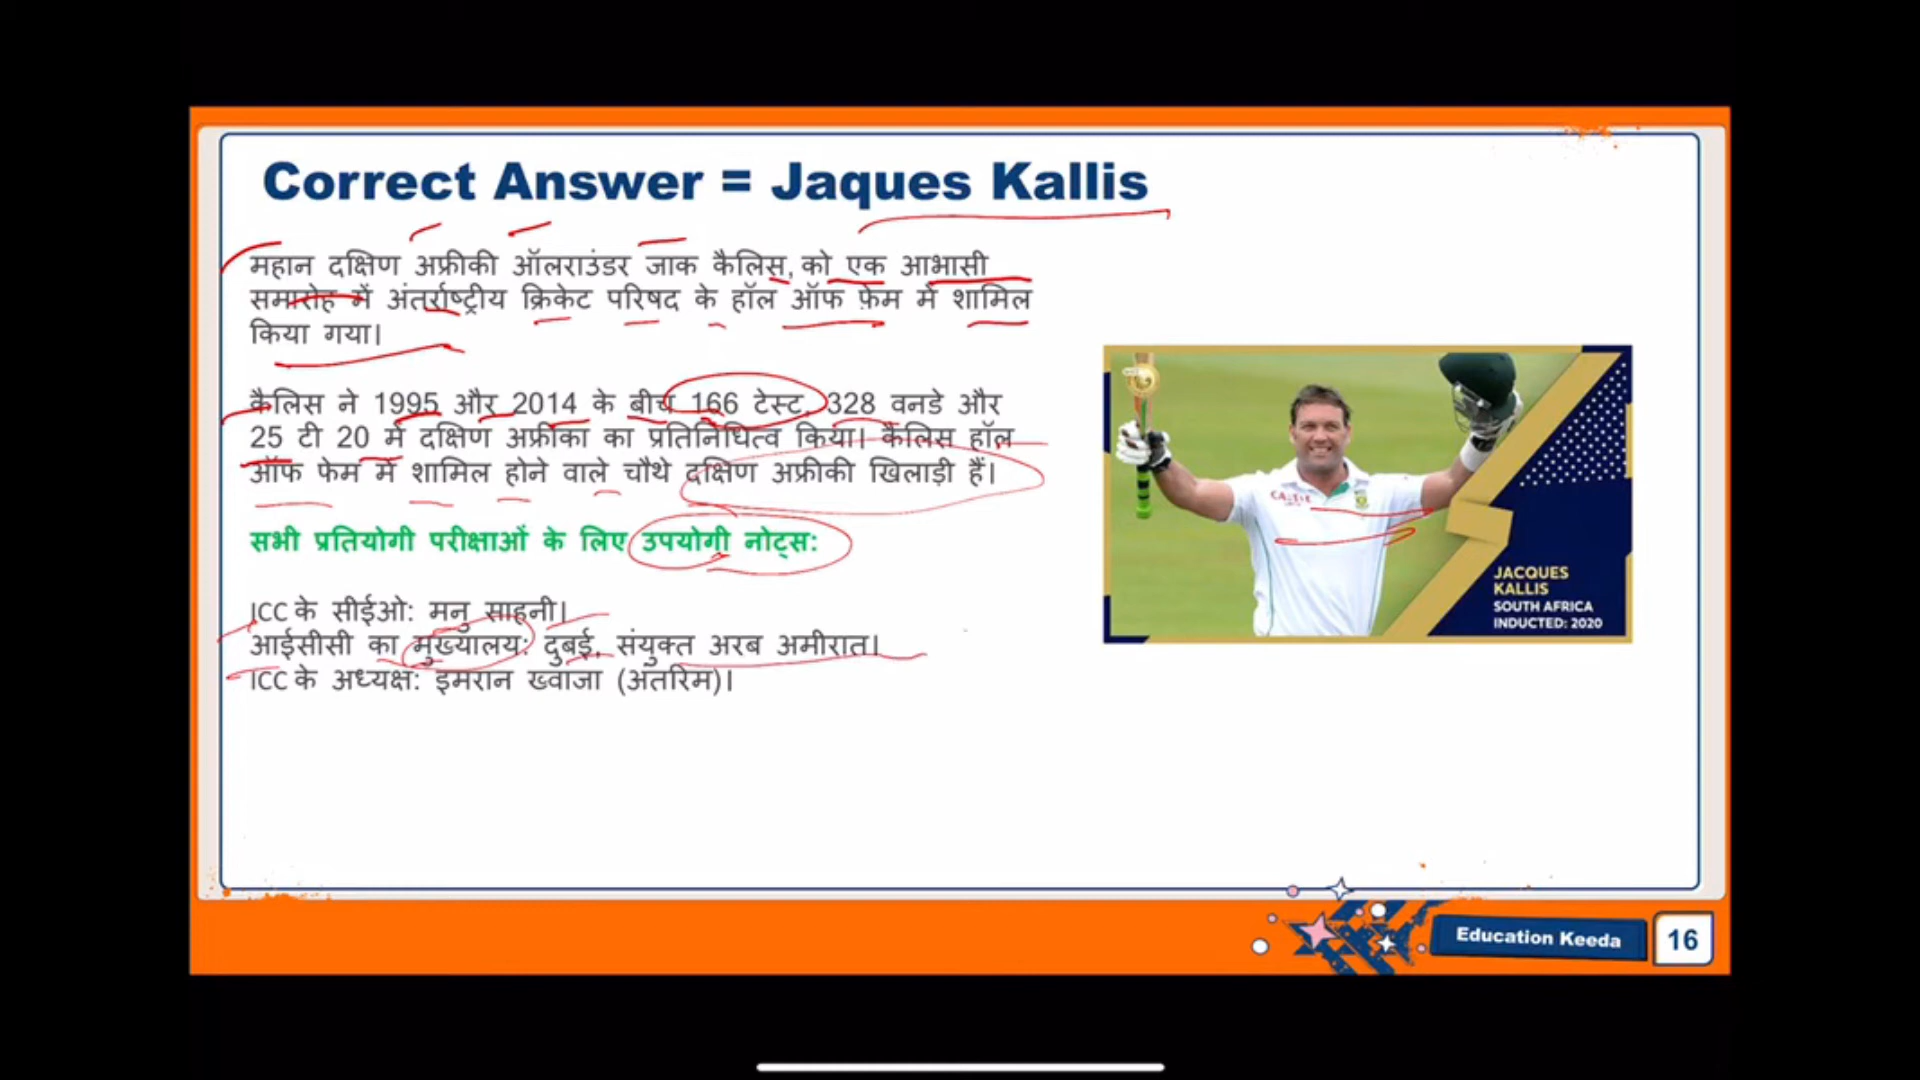 Correct Answer = Jaques Kallis
महान दक्षिण अफ्रीकी ऑलराउंडर जाक कैलिस, को एक आभासी
समारोह में अंतर्राष्ट्रीय क्रिकेट परिषद के हॉल ऑफ़ फ़ेम में शामिल
किया गया।
कैलिस ने 1995 और 2014 के बीच 166 टेस्ट, 328 वनडे और
25 टी 20 में दक्षिण अफ्रीका का प्रतिनिधित्व किया। कैलिस हॉल
ऑफ फेम में शामिल होने वाले चौथे दक्षिण अफ्रीकी खिलाड़ी हैं।
सभी प्रतियोगी परीक्षाओं के लिए उपयोगी नोट्स:
ICC के सीईओ: मनु साहनी।
आईसीसी का मुख्यालय: दुबई, संयुक्त अरब अमीरात।
ICC के अध्यक्ष: इमरान ख्वाजा (अंतरिम)।
JACQUES
KALLIS
SOUTH AFRICA
INDUCTED: 2020
Education Keeda
16